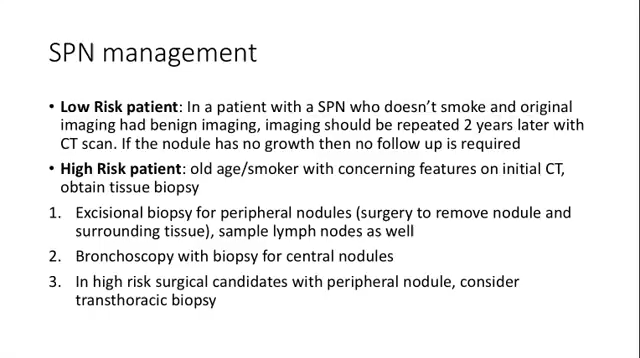 SPN management
• Low Risk patient: In a patient with a SPN who doesn’t smoke and original
imaging had benign imaging, imaging should be repeated 2 years later with
CT scan. If the nodule has no growth then no follow up is required
• High Risk patient: old age/smoker with concerning features on initial CT,
obtain tissue biopsy
1. Excisional biopsy for peripheral nodules (surgery to remove nodule and
surrounding tissue), sample lymph nodes as well
2. Bronchoscopy with biopsy for central nodules
3. In high risk surgical candidates with peripheral nodule, consider
transthoracic biopsy